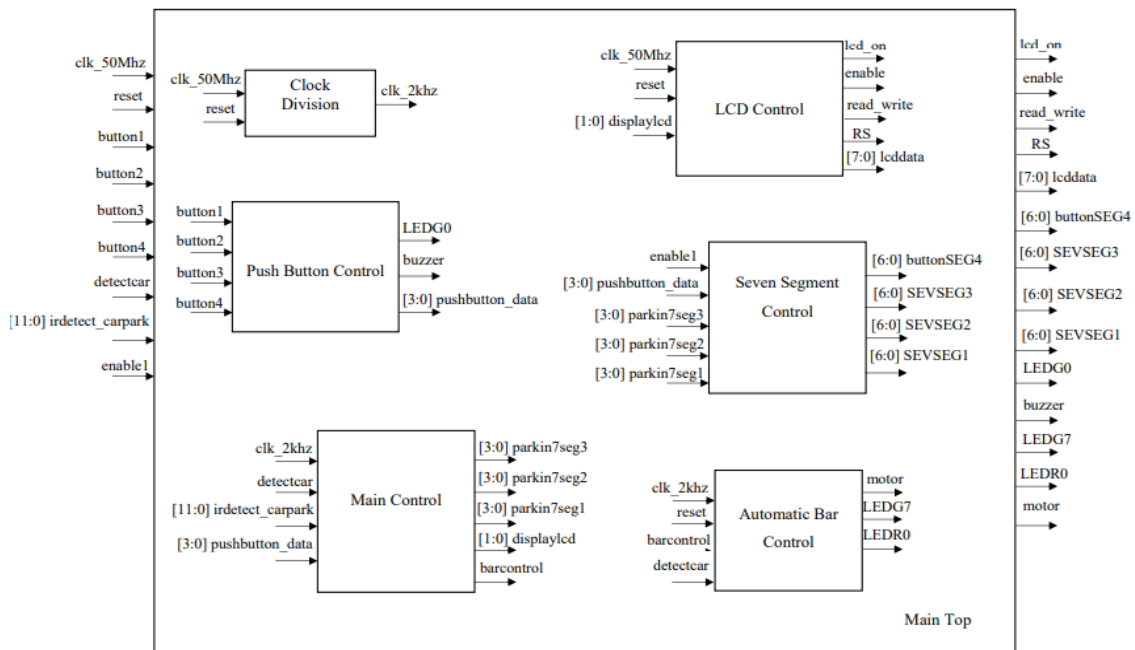 clk_50Mhz
reset
button1
button2
button3
button4
detectcar
[11:0] irdetect_carpark
enable1
clk_50Mhz
reset
Clock
Division
clk_2khz
button1
button2
button3
button4
Push Button Control
LEDG0
buzzer
[3:0] pushbutton_data
clk_2khz
detectcar
[11:0] irdetect_carpark
[3:0] pushbutton_data
Main Control
[3:0] parkin7seg3
[3:0] parkin7seg2
[3:0] parkin7seg1
[1:0] displaylcd
barcontrol
clk_50Mhz
reset
[1:0] displaylcd
LCD Control
lcd_on
enable
read_write
RS
[7:0] lcddata
enable1
[3:0] pushbutton_data
[3:0] parkin7seg3
[3:0] parkin7seg2
[3:0] parkin7seg1
Seven Segment
Control
[6:0] buttonSEG4
[6:0] SEVSEG3
[6:0] SEVSEG2
[6:0] SEVSEG1
clk_2khz
reset
barcontrol
detectcar
Automatic Bar
Control
motor
LEDG7
LEDR0
lcd_on
enable
read_write
RS
[7:0] lcddata
[6:0] buttonSEG4
[6:0] SEVSEG3
[6:0] SEVSEG2
[6:0] SEVSEG1
LEDG0
buzzer
LEDG7
LEDR0
motor
Main Top